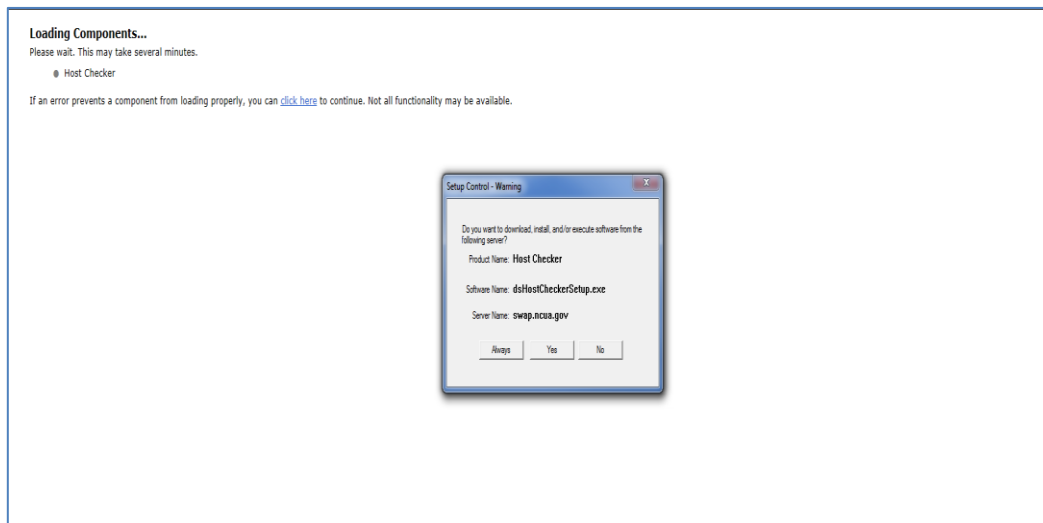 Loading Components...
Please wait. This may take several minutes.
Host Checker
If an error prevents a component from loading properly, you can click here to continue. Not all functionality may be available.
Setup Control - Warning
Do you want to download, install, and/or execute software from the
following server?
Product Name: Host Checker
Software Name: dsHostCheckerSetup.exe
Server Name: swap.ncua.gov
Always Yes No